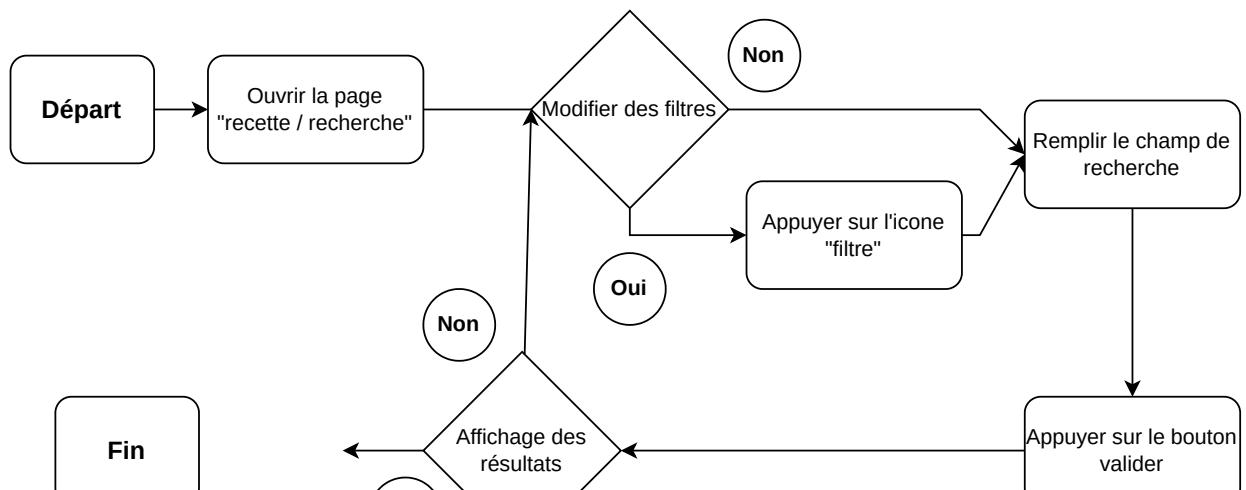 Non
Départ
Ouvrir la page
"recette / recherche"
Modifier des filtres
Remplir le champ de
recherche
Appuyer sur l'icone
"filtre"
Oui
Non
Fin
Affichage des
résultats
Appuyer sur le bouton
valider